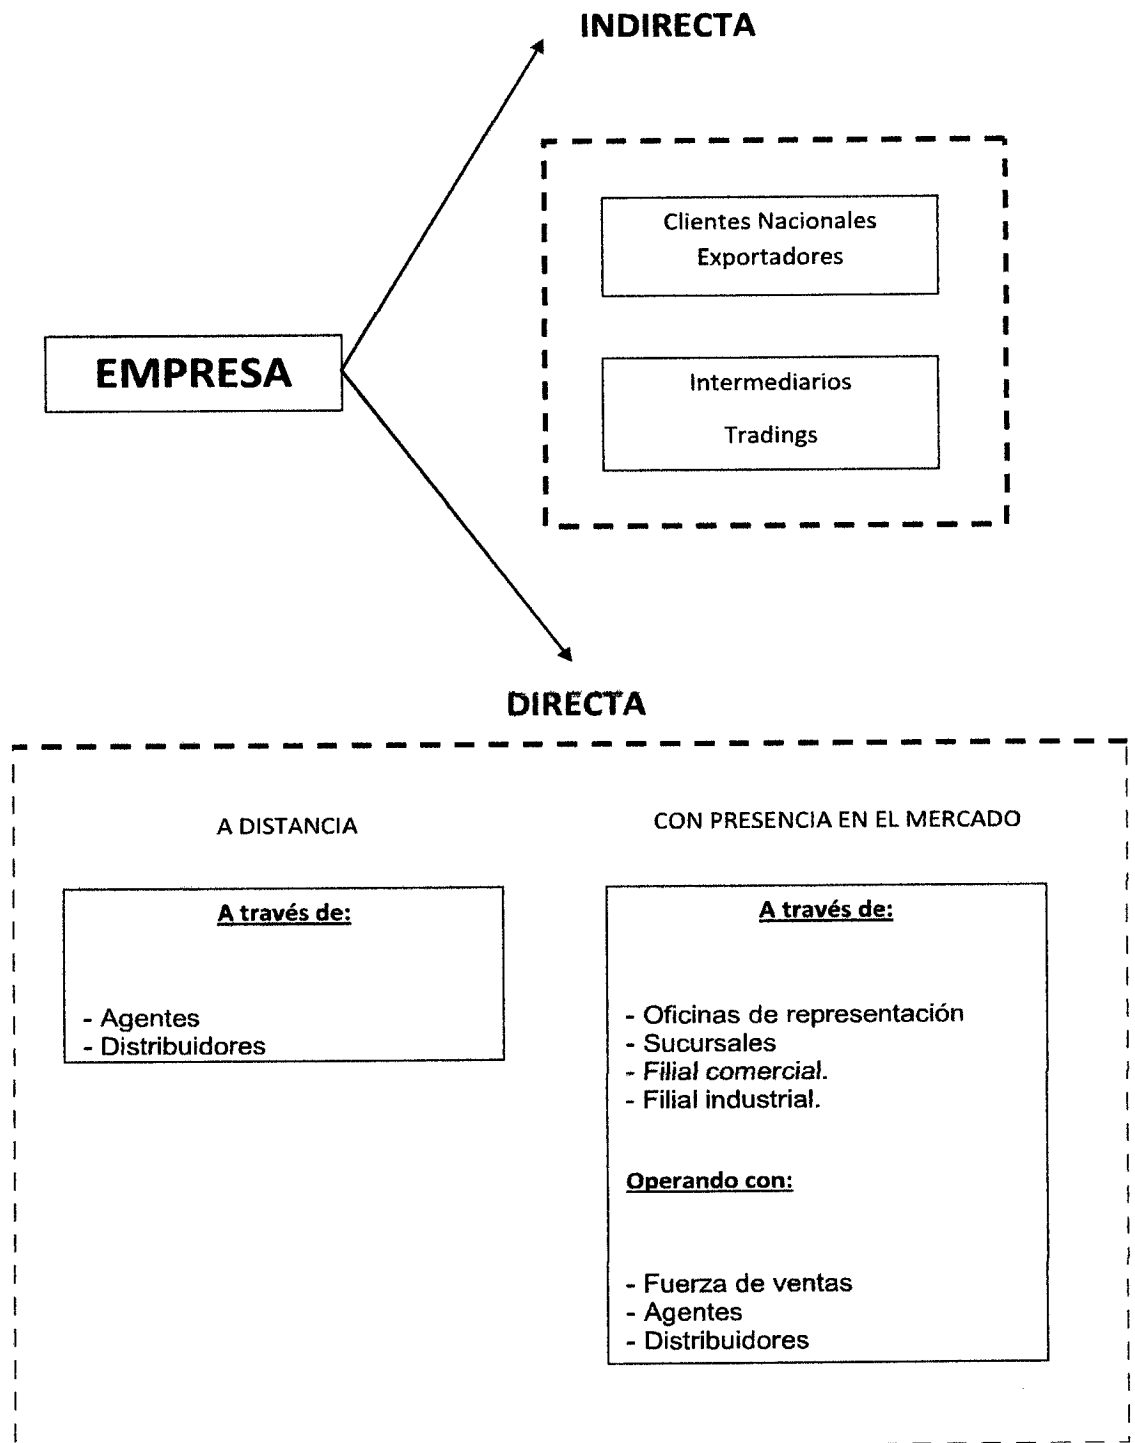 INDIRECTA
Clientes Nacionales
Exportadores
EMPRESA
Intermediarios
Tradings
DIRECTA
A DISTANCIA
A través de:
- Agentes
- Distribuidores
CON PRESENCIA EN EL MERCADO
A través de:
- Oficinas de representación
- Sucursales
- Filial comercial.
- Filial industrial.
Operando con:
- Fuerza de ventas
- Agentes
- Distribuidores